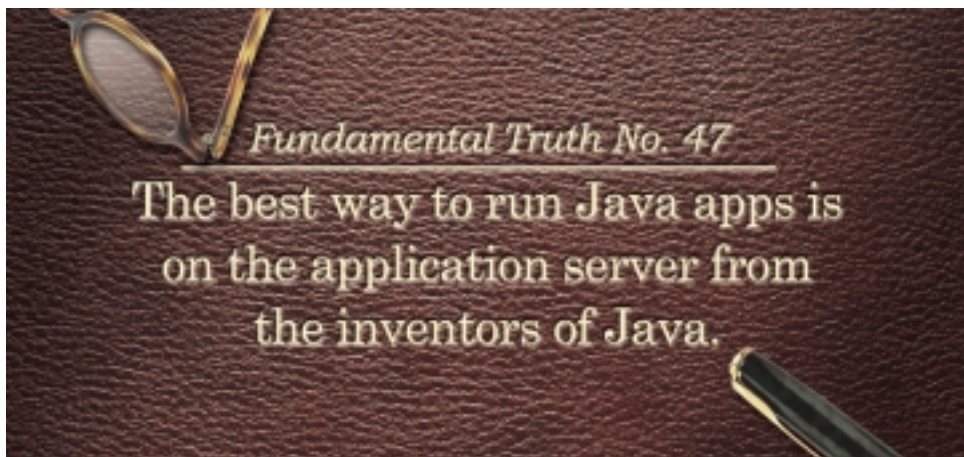 Fundamental Truth No. 47
The best way to run Java apps is
on the application server from
the inventors of Java.